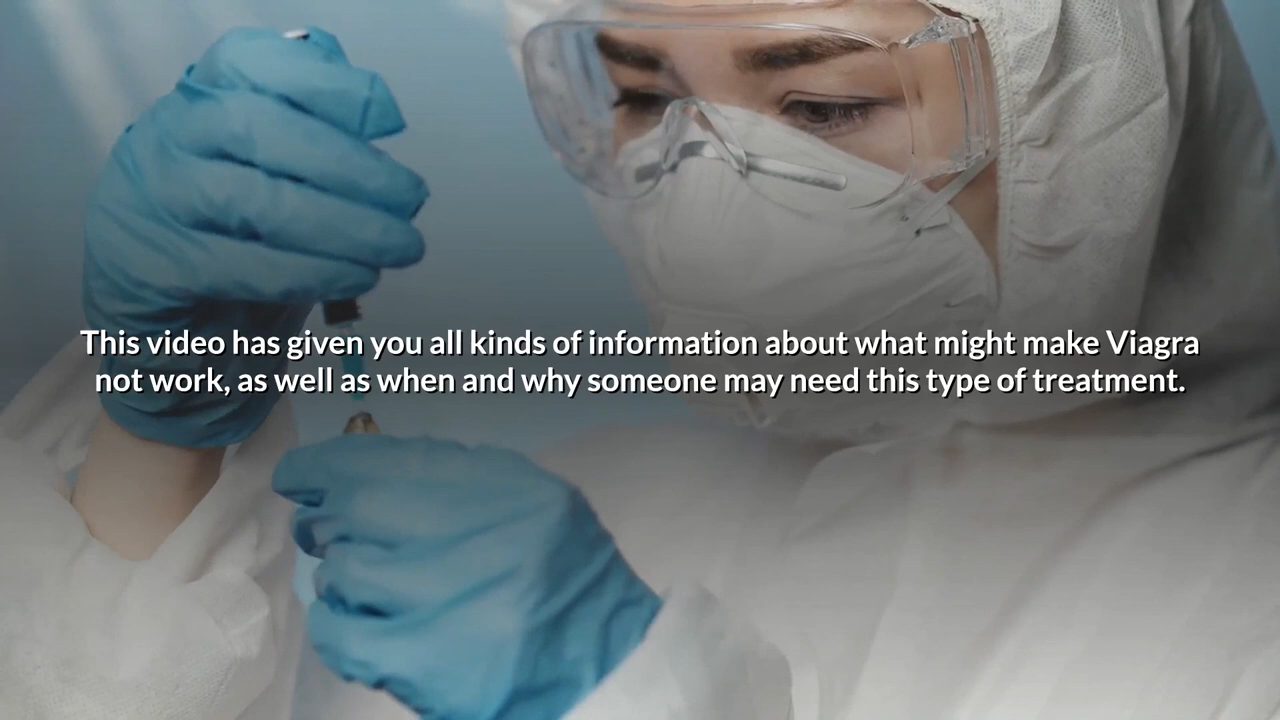 This video has given you all kinds of information about what might make Viagra
not work, as well as when and why someone may need this type of treatment.